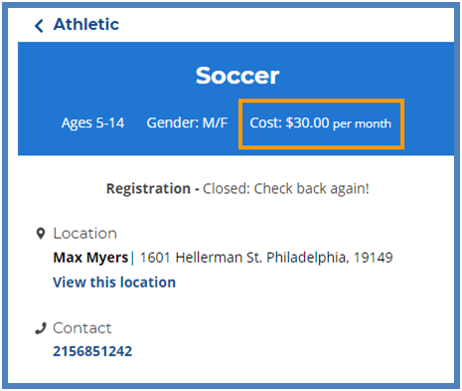 Athletic
Soccer
Ages 5-14 Gender: M/F Cost: $30.00 per month
Registration - Closed: Check back again!
Location
Max Myers| 1601 Hellerman St. Philadelphia, 19149
View this location
Contact
2156851242